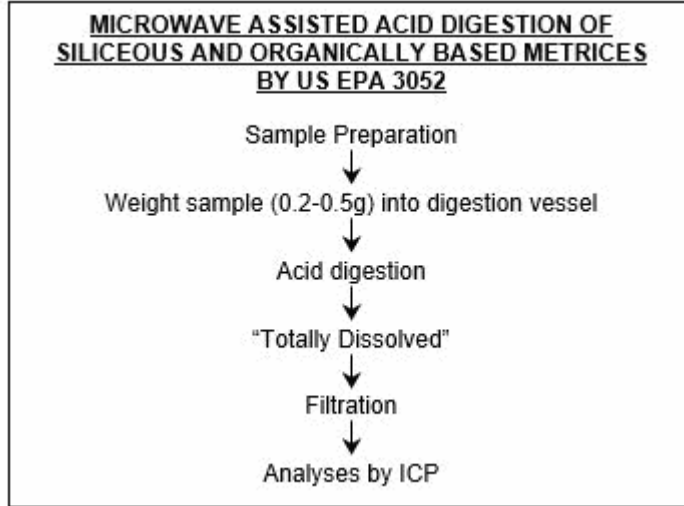 MICROWAVE ASSISTED ACID DIGESTION OF
SILICEOUS AND ORGANICALLY BASED METRICES
BY US EPA 3052
Sample Preparation
Weight sample (0.2-0.5g) into digestion vessel
Acid digestion
“Totally Dissolved”
Filtration
Analyses by ICP